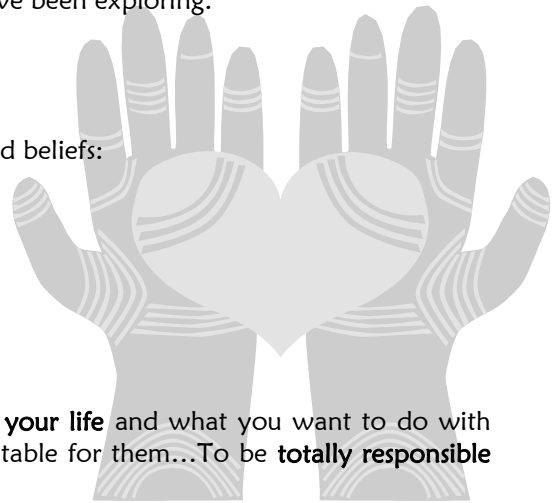 ve been exploring.
d beliefs:
your life and what you want to do with
table for them...To be totally responsible